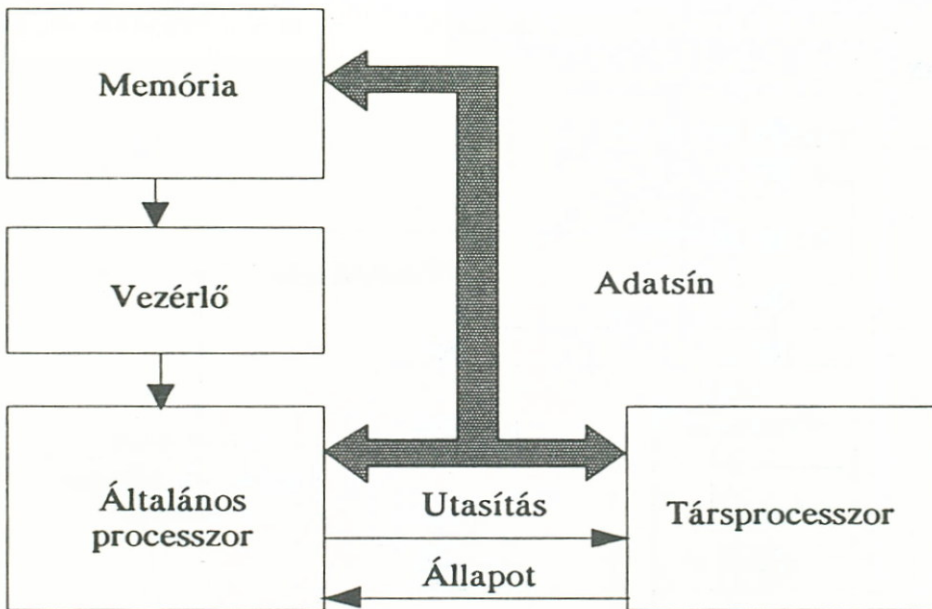 Memória
Vezérlő
Adatsín
Általános
processzor
Utasítás
Állapot
Társprocesszor